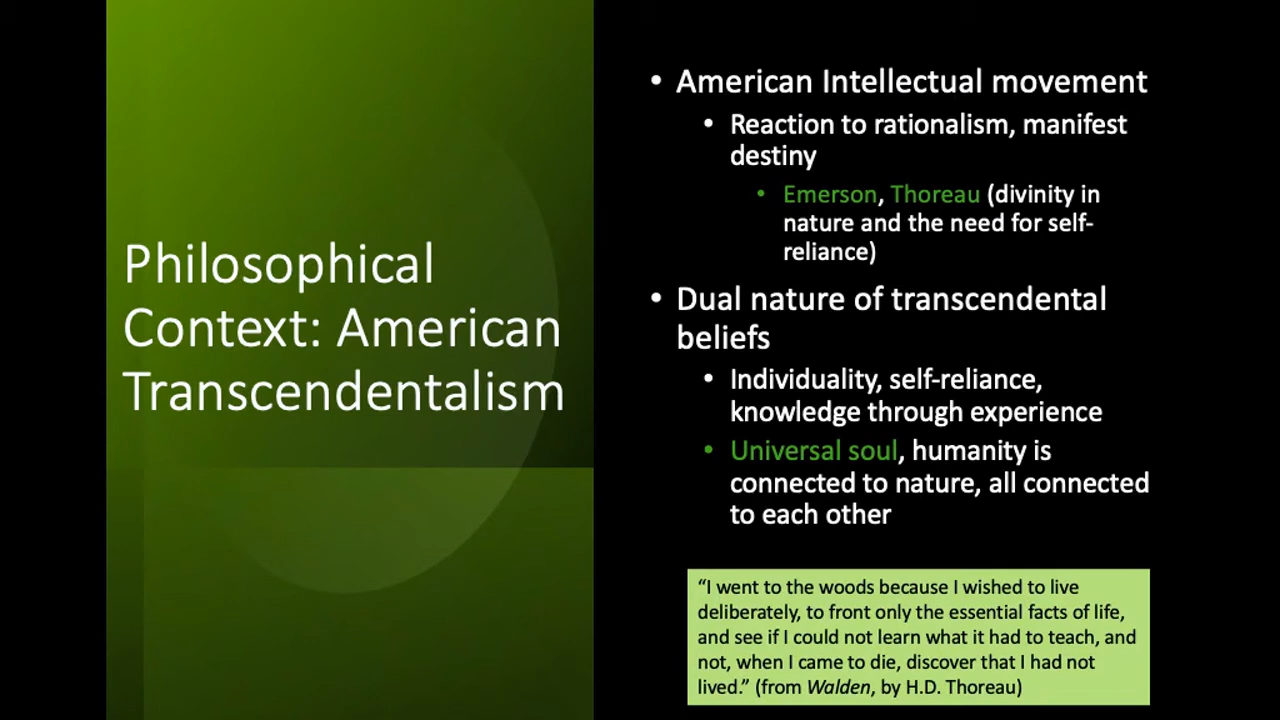 Philosophical
Context: American
Transcendentalism
• American Intellectual movement
• Reaction to rationalism, manifest
destiny
• Emerson, Thoreau (divinity in
nature and the need for self-
reliance)
• Dual nature of transcendental
beliefs
• Individuality, self-reliance,
knowledge through experience
• Universal soul, humanity is
connected to nature, all connected
to each other
“I went to the woods because I wished to live
deliberately, to front only the essential facts of life,
and see if I could not learn what it had to teach, and
not, when I came to die, discover that I had not
lived.” (from Walden, by H.D. Thoreau)